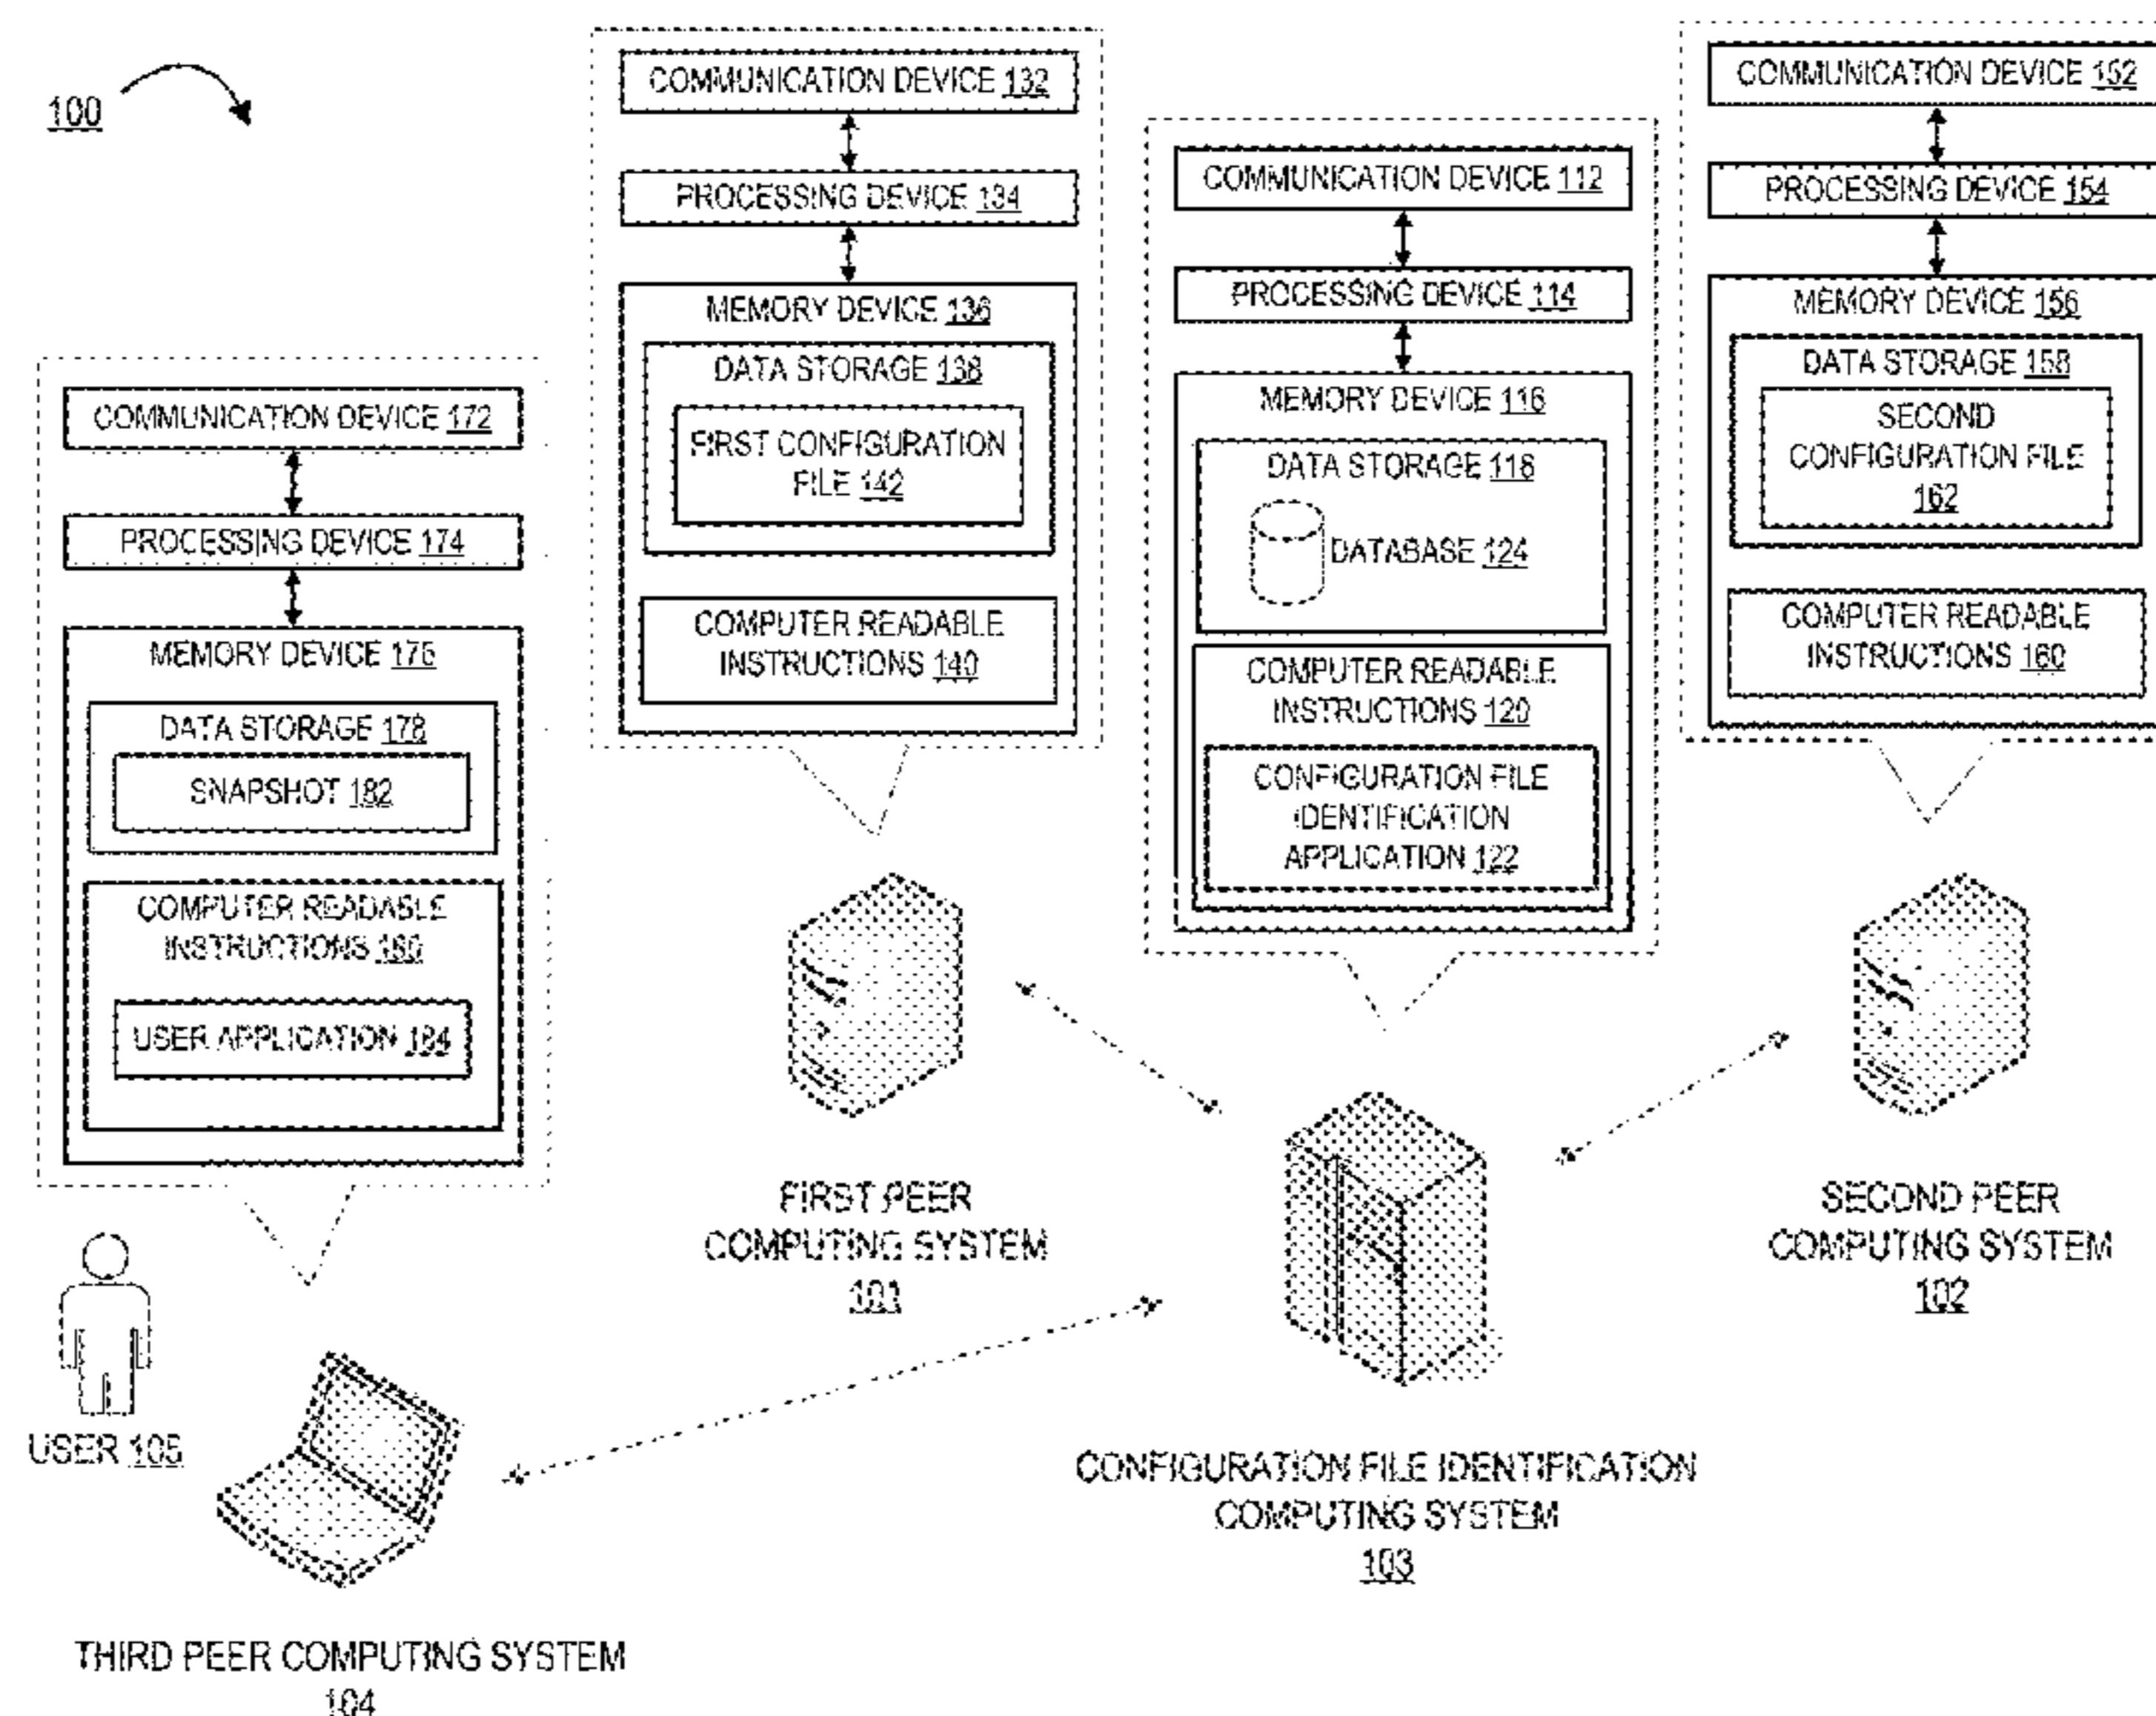 100
COMMUNICATION DEVICE 132
PROCESSING DEVICE 134
MEMORY DEVICE 136
DATA STORAGE 138
FIRST CONFIGURATION
FILE 142
COMPUTER READABLE
INSTRUCTIONS 140
COMMUNICATION DEVICE 112
PROCESSING DEVICE 114
MEMORY DEVICE 116
DATA STORAGE 118
DATABASE 124
COMPUTER READABLE
INSTRUCTIONS 120
CONFIGURATION FILE
IDENTIFICATION
APPLICATION 122
COMMUNICATION DEVICE 152
PROCESSING DEVICE 154
MEMORY DEVICE 156
DATA STORAGE 158
SECOND
CONFIGURATION FILE
162
COMPUTER READABLE
INSTRUCTIONS 160
COMMUNICATION DEVICE 172
PROCESSING DEVICE 174
MEMORY DEVICE 176
DATA STORAGE 178
SNAPSHOT 182
COMPUTER READABLE
INSTRUCTIONS 180
USER APPLICATION 184
FIRST PEER
COMPUTING SYSTEM
101
SECOND PEER
COMPUTING SYSTEM
102
USER 105
CONFIGURATION FILE IDENTIFICATION
COMPUTING SYSTEM
103
THIRD PEER COMPUTING SYSTEM
104